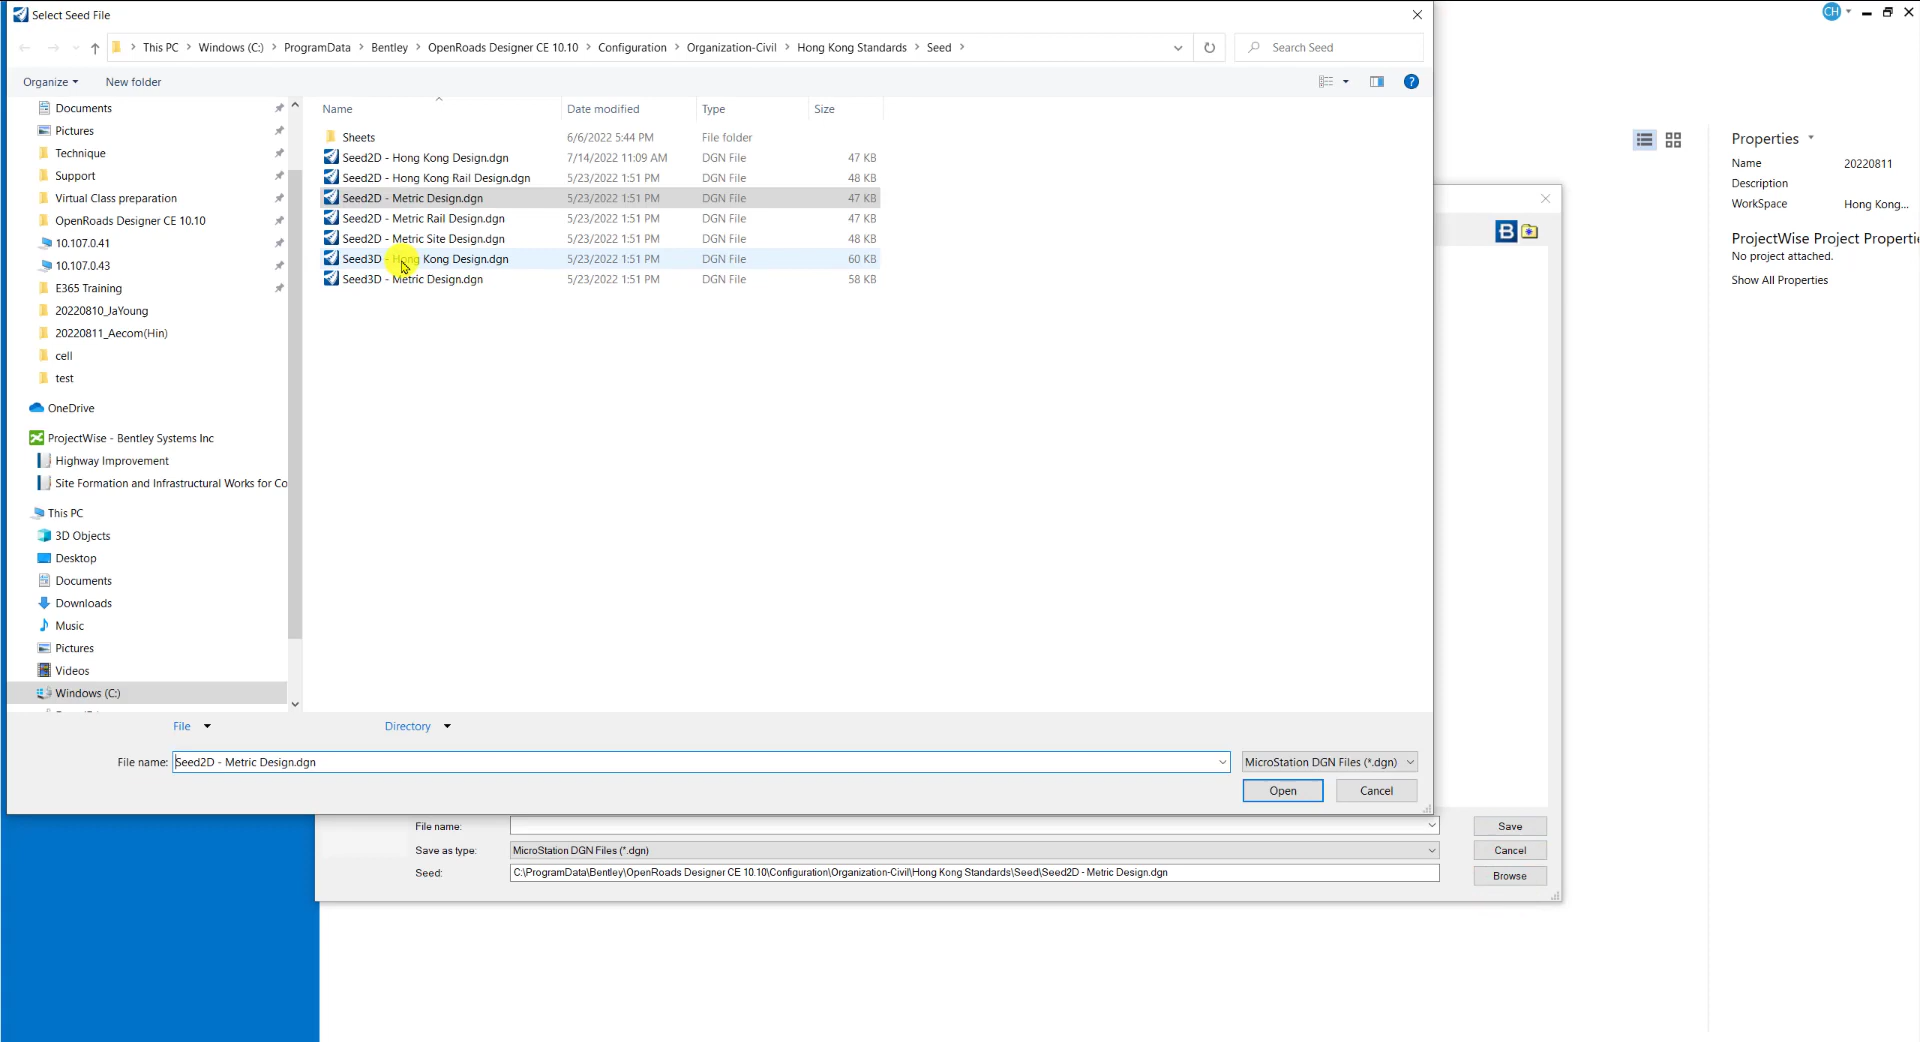 Select Seed File
CH
This PC > Windows (C:) > ProgramData > Bentley > OpenRoads Designer CE 10.10 > Configuration > Organization-Civil > Hong Kong Standards > Seed >
Search Seed
Organize
New folder
Name Date modified Type Size
Sheets 6/6/2022 5:44 PM File folder
Seed2D - Hong Kong Design.dgn 7/14/2022 11:09 AM DGN File 47 KB
Seed2D - Hong Kong Rail Design.dgn 5/23/2022 1:51 PM DGN File 48 KB
Seed2D - Metric Design.dgn 5/23/2022 1:51 PM DGN File 47 KB
Seed2D - Metric Rail Design.dgn 5/23/2022 1:51 PM DGN File 47 KB
Seed2D - Metric Site Design.dgn 5/23/2022 1:51 PM DGN File 48 KB
Seed3D - Hong Kong Design.dgn 5/23/2022 1:51 PM DGN File 60 KB
Seed3D - Metric Design.dgn 5/23/2022 1:51 PM DGN File 58 KB
Documents
Pictures
Technique
Support
Virtual Class preparation
OpenRoads Designer CE 10.10
10.107.0.41
10.107.0.43
E365 Training
20220810_JaYoung
20220811_Aecom(Hin)
cell
test
OneDrive
ProjectWise - Bentley Systems Inc
Highway Improvement
Site Formation and Infrastructural Works for Co
This PC
3D Objects
Desktop
Documents
Downloads
Music
Pictures
Videos
Windows (C:)
File
Directory
File name: Seed2D - Metric Design.dgn
MicroStation DGN Files (*.dgn)
Open
Cancel
File name:
Save
Save as type: MicroStation DGN Files (*.dgn)
Cancel
Seed: C:\ProgramData\Bentley\OpenRoads Designer CE 10.10\Configuration\Organization-Civil\Hong Kong Standards\Seed\Seed2D - Metric Design.dgn
Browse
B
Properties
Name 20220811
Description
WorkSpace Hong Kong...
ProjectWise Project Properti
No project attached.
Show All Properties